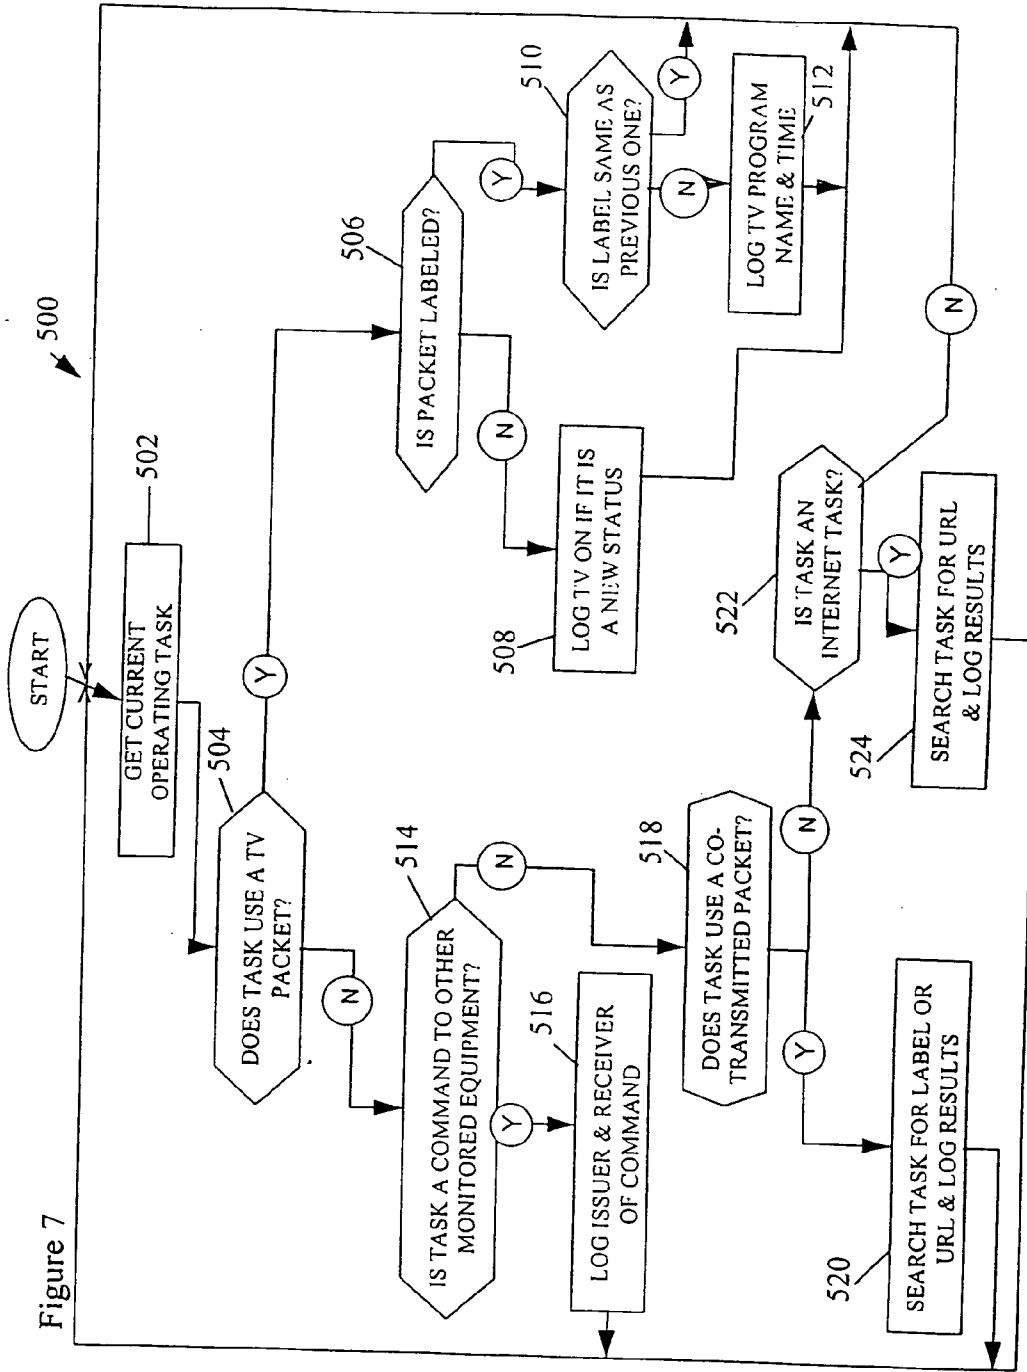 Figure 7
500
START
GET CURRENT
OPERATING TASK
502
504
DOES TASK USE A TV
PACKET?
Y
N
506
IS PACKET LABELED?
Y
N
510
IS LABEL SAME AS
PREVIOUS ONE?
Y
N
LOG TV PROGRAM
NAME & TIME
512
LOG TV ON IF IT IS
A NEW STATUS
508
514
IS TASK A COMMAND TO OTHER
MONITORED EQUIPMENT?
N
Y
516
LOG ISSUER & RECEIVER
OF COMMAND
518
DOES TASK USE A CO-
TRANSMITTED PACKET?
N
Y
520
SEARCH TASK FOR LABEL OR
URL & LOG RESULTS
522
IS TASK AN
INTERNET TASK?
N
Y
524
SEARCH TASK FOR URL
& LOG RESULTS